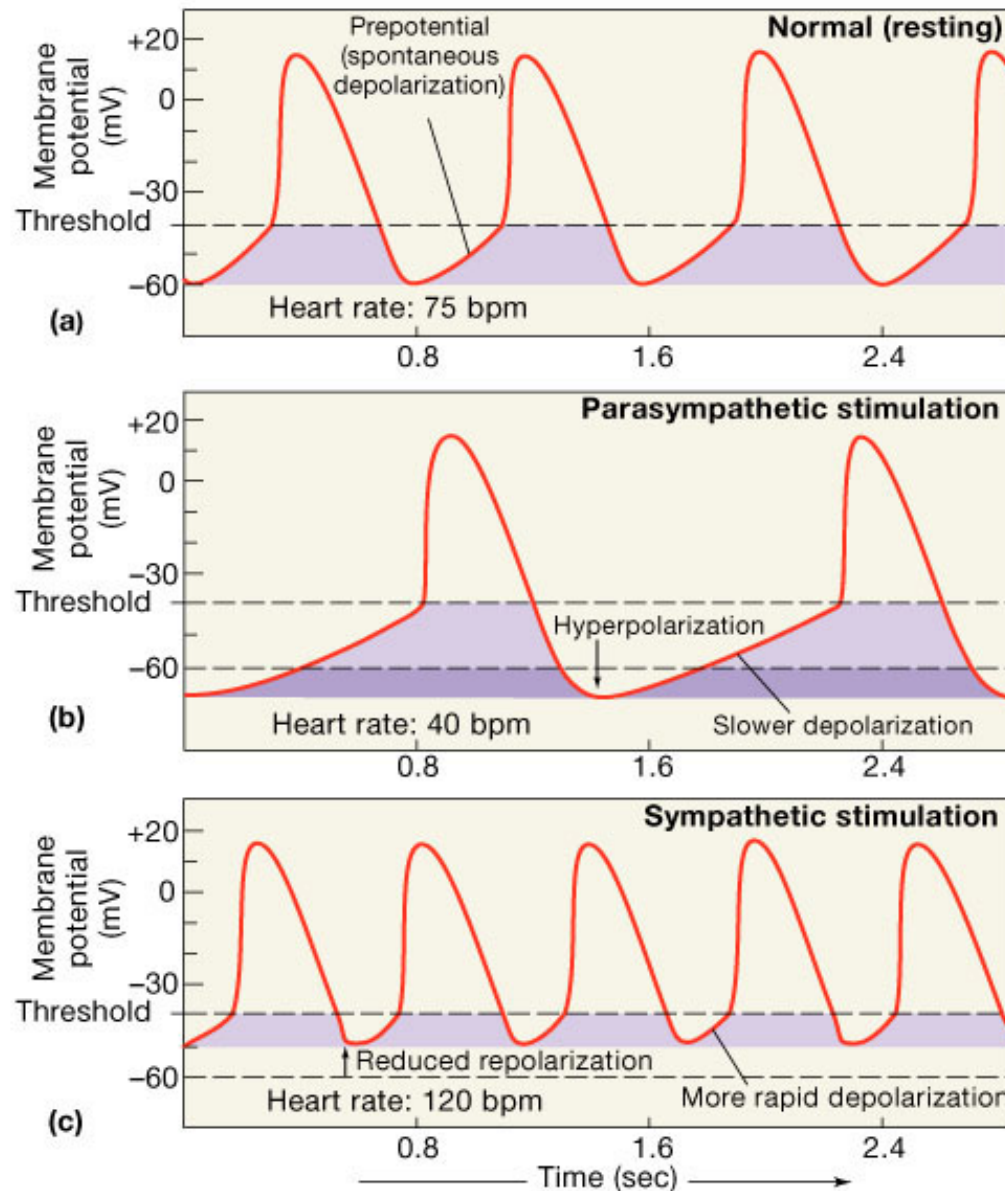 Normal (resting)
+20
0
−30
Threshold
−60
Membrane
potential
(mV)
Prepotential
(spontaneous
depolarization)
Heart rate: 75 bpm
(a)
0.8
1.6
2.4
Parasympathetic stimulation
+20
0
−30
Threshold
−60
Membrane
potential
(mV)
Hyperpolarization
Slower depolarization
Heart rate: 40 bpm
(b)
0.8
1.6
2.4
Sympathetic stimulation
+20
0
−30
Threshold
−60
Membrane
potential
(mV)
Reduced repolarization
More rapid depolarization
Heart rate: 120 bpm
(c)
0.8
1.6
2.4
Time (sec)